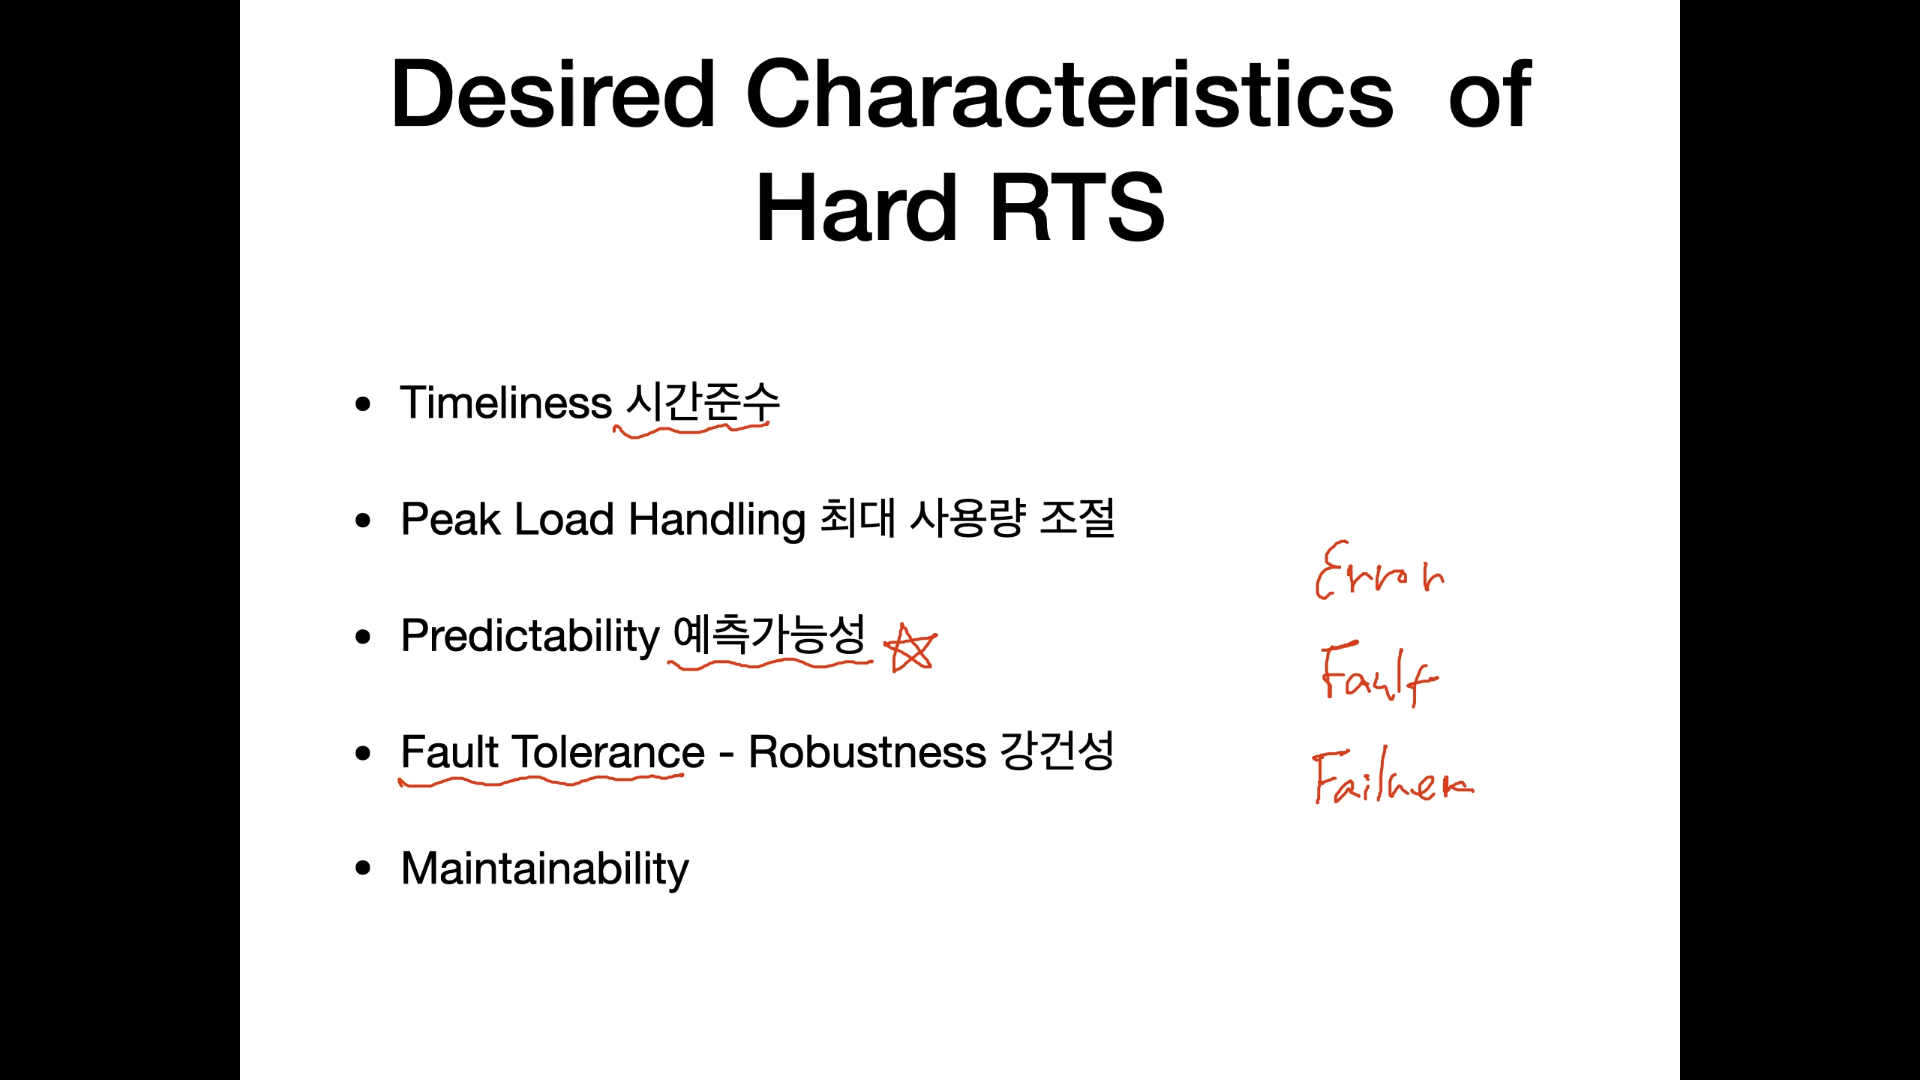 Desired Characteristics of
Hard RTS
• Timeliness 시간준수
• Peak Load Handling 최대 사용량 조절
• Predictability 예측가능성
• Fault Tolerance - Robustness 강건성
• Maintainability
Error
Fault